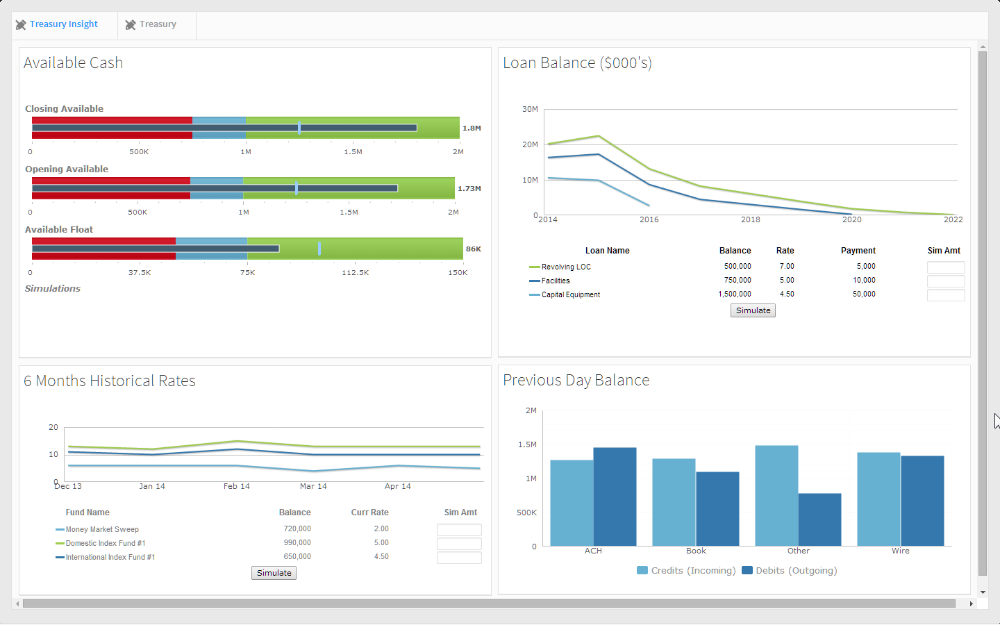 Treasury Insight Treasury
Available Cash
Closing Available
1.8M
0 500K 1M 1.5M 2M
Opening Available
1.73M
0 500K 1M 1.5M 2M
Available Float
86K
0 37.5K 75K 112.5K 150K
Simulations
Loan Balance ($000's)
30M
20M
10M
0
2014 2016 2018 2020 2022
Loan Name Balance Rate Payment Sim Amt
Revolving LOC 500,000 7.00 5,000
Facilities 750,000 5.00 10,000
Capital Equipment 1,500,000 4.50 50,000
Simulate
6 Months Historical Rates
20
10
0
Dec 13 Jan 14 Feb 14 Mar 14 Apr 14
Fund Name Balance Curr Rate Sim Amt
Money Market Sweep 720,000 2.00
Domestic Index Fund #1 990,000 5.00
International Index Fund #1 650,000 4.50
Simulate
Previous Day Balance
2M
1.5M
1M
500K
0
ACH Book Other Wire
Credits (Incoming) Debits (Outgoing)